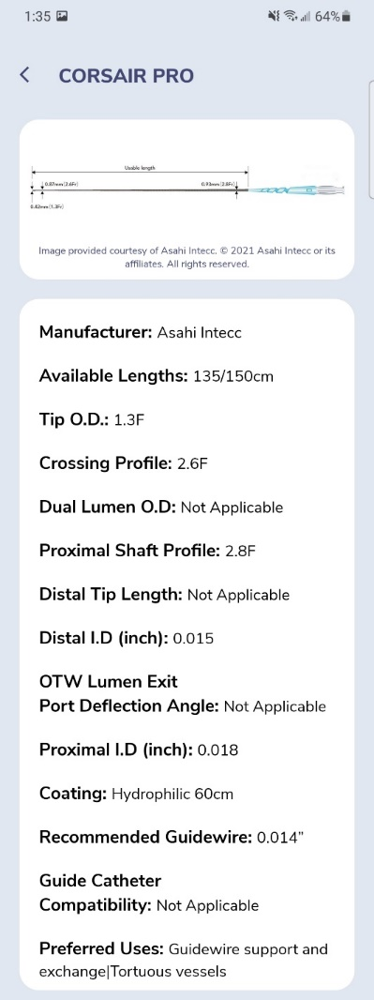 1:35
64%
CORSAIR PRO
Usable length
0.87mm (2.6Fr)
0.93mm (2.8Fr)
0.42mm (1.3Fr)
Image provided courtesy of Asahi Intecc. © 2021 Asahi Intecc or its
affiliates. All rights reserved.
Manufacturer: Asahi Intecc
Available Lengths: 135/150cm
Tip O.D.: 1.3F
Crossing Profile: 2.6F
Dual Lumen O.D: Not Applicable
Proximal Shaft Profile: 2.8F
Distal Tip Length: Not Applicable
Distal I.D (inch): 0.015
OTW Lumen Exit
Port Deflection Angle: Not Applicable
Proximal I.D (inch): 0.018
Coating: Hydrophilic 60cm
Recommended Guidewire: 0.014”
Guide Catheter
Compatibility: Not Applicable
Preferred Uses: Guidewire support and
exchange|Tortuous vessels